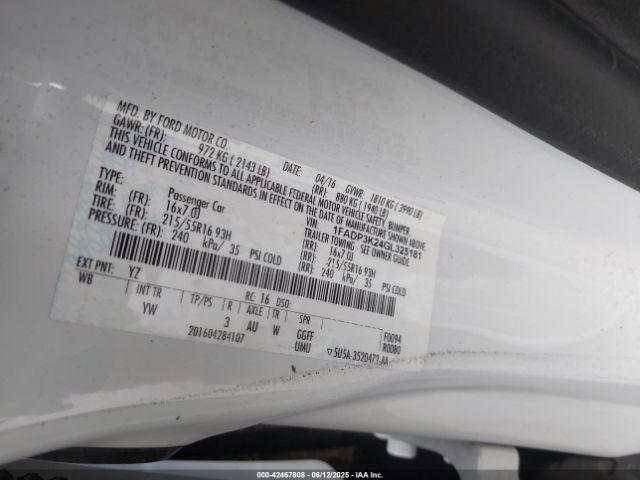 MFD. BY FORD MOTOR CO.
DATE: 04/16 GVWR: 1810 KG ( 3990 LB)
GAWR: (FR): 972 KG ( 2143 LB) (RR): 880 KG ( 1940 LB)
THIS VEHICLE CONFORMS TO ALL APPLICABLE FEDERAL MOTOR VEHICLE SAFETY, BUMPER
AND THEFT PREVENTION STANDARDS IN EFFECT ON THE DATE OF MANUFACTURE SHOWN ABOVE.
VIN: 1FADP3K24GL325181
TYPE: Passenger Car TRAILER TOWING- SEE OWNER GUIDE
RIM: (FR): 16x7.0J (RR): 16x7.0J
TIRE: (FR): 215/55R16 93H (RR): 215/55R16 93H
PRESSURE: (FR): 240 kPa/ 35 PSI COLD (RR): 240 kPa/ 35 PSI COLD
EXT PNT: YZ RC: 16 DSO: F0094
WB INT TR TP/PS R AXLE TR SPR R0080
YW 3 AU W GGFF
201604284107 UMU ▽5U5A-3520472-AA
000-42467808 - 06/12/2025 - IAA Inc.